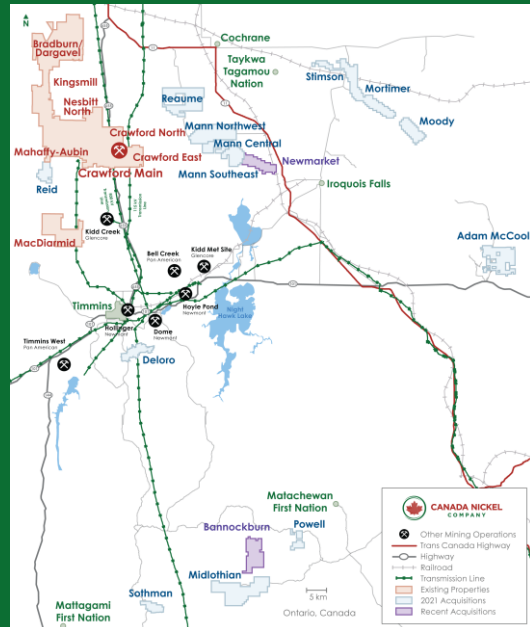 N
Bradburn/
Dargavel
Kingsmill
Nesbitt
North
Crawford North
Crawford East
Mahaffy-Aubin
Crawford Main
Reid
MacDiarmid
Cochrane
Taykwa
Tagamou
Nation
Reaume
Mann Northwest
Mann Central
Mann Southeast
Newmarket
Stimson
Mortimer
Moody
Iroquois Falls
Adam McCool
Kidd Creek
Glencore
Bell Creek
Pan American
Kidd Met Site
Glencore
Timmins
Hoyle Pond
Newmont
Hollinger
Newmont
Dome
Newmont
Night
Hawk Lake
Timmins West
Pan American
Deloro
Matachewan
First Nation
Powell
Bannockburn
Midlothian
Sothman
Mattagami
First Nation
5 km
Ontario, Canada
CANADA NICKEL
COMPANY
Other Mining Operations
Trans Canada Highway
Highway
Railroad
Transmission Line
Existing Properties
2021 Acquisitions
Recent Acquisitions